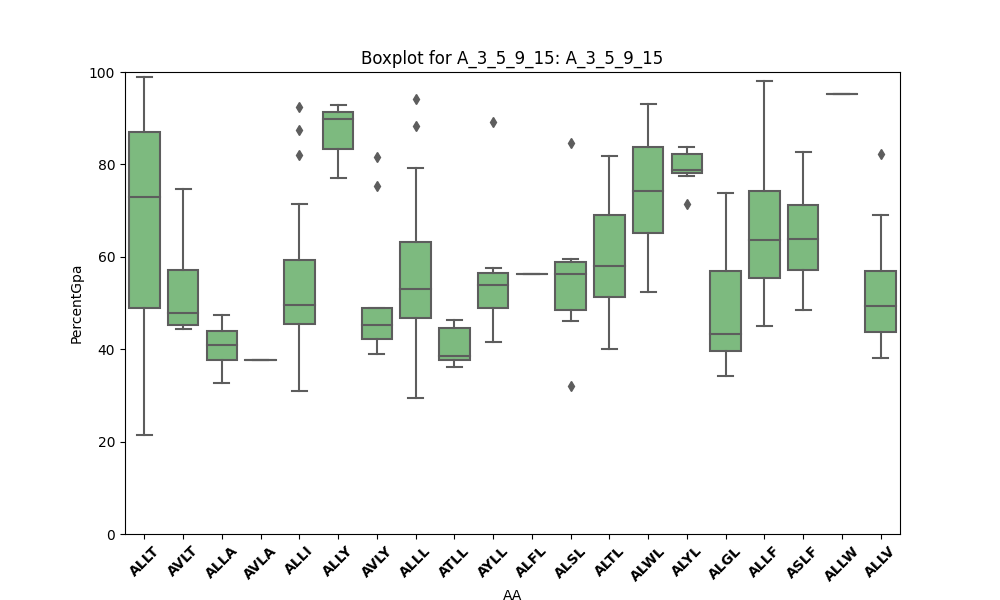 Boxplot for A_3_5_9_15: A_3_5_9_15
100
80
60
40
20
0
PercentGpa
ALLT AVLT ALLA AVLA ALLI ALLY AVLY ALLL ATLL AYLL ALFL ALSL ALTL ALWL ALYL ALGL ALLF ASLF ALLW ALLV
AA